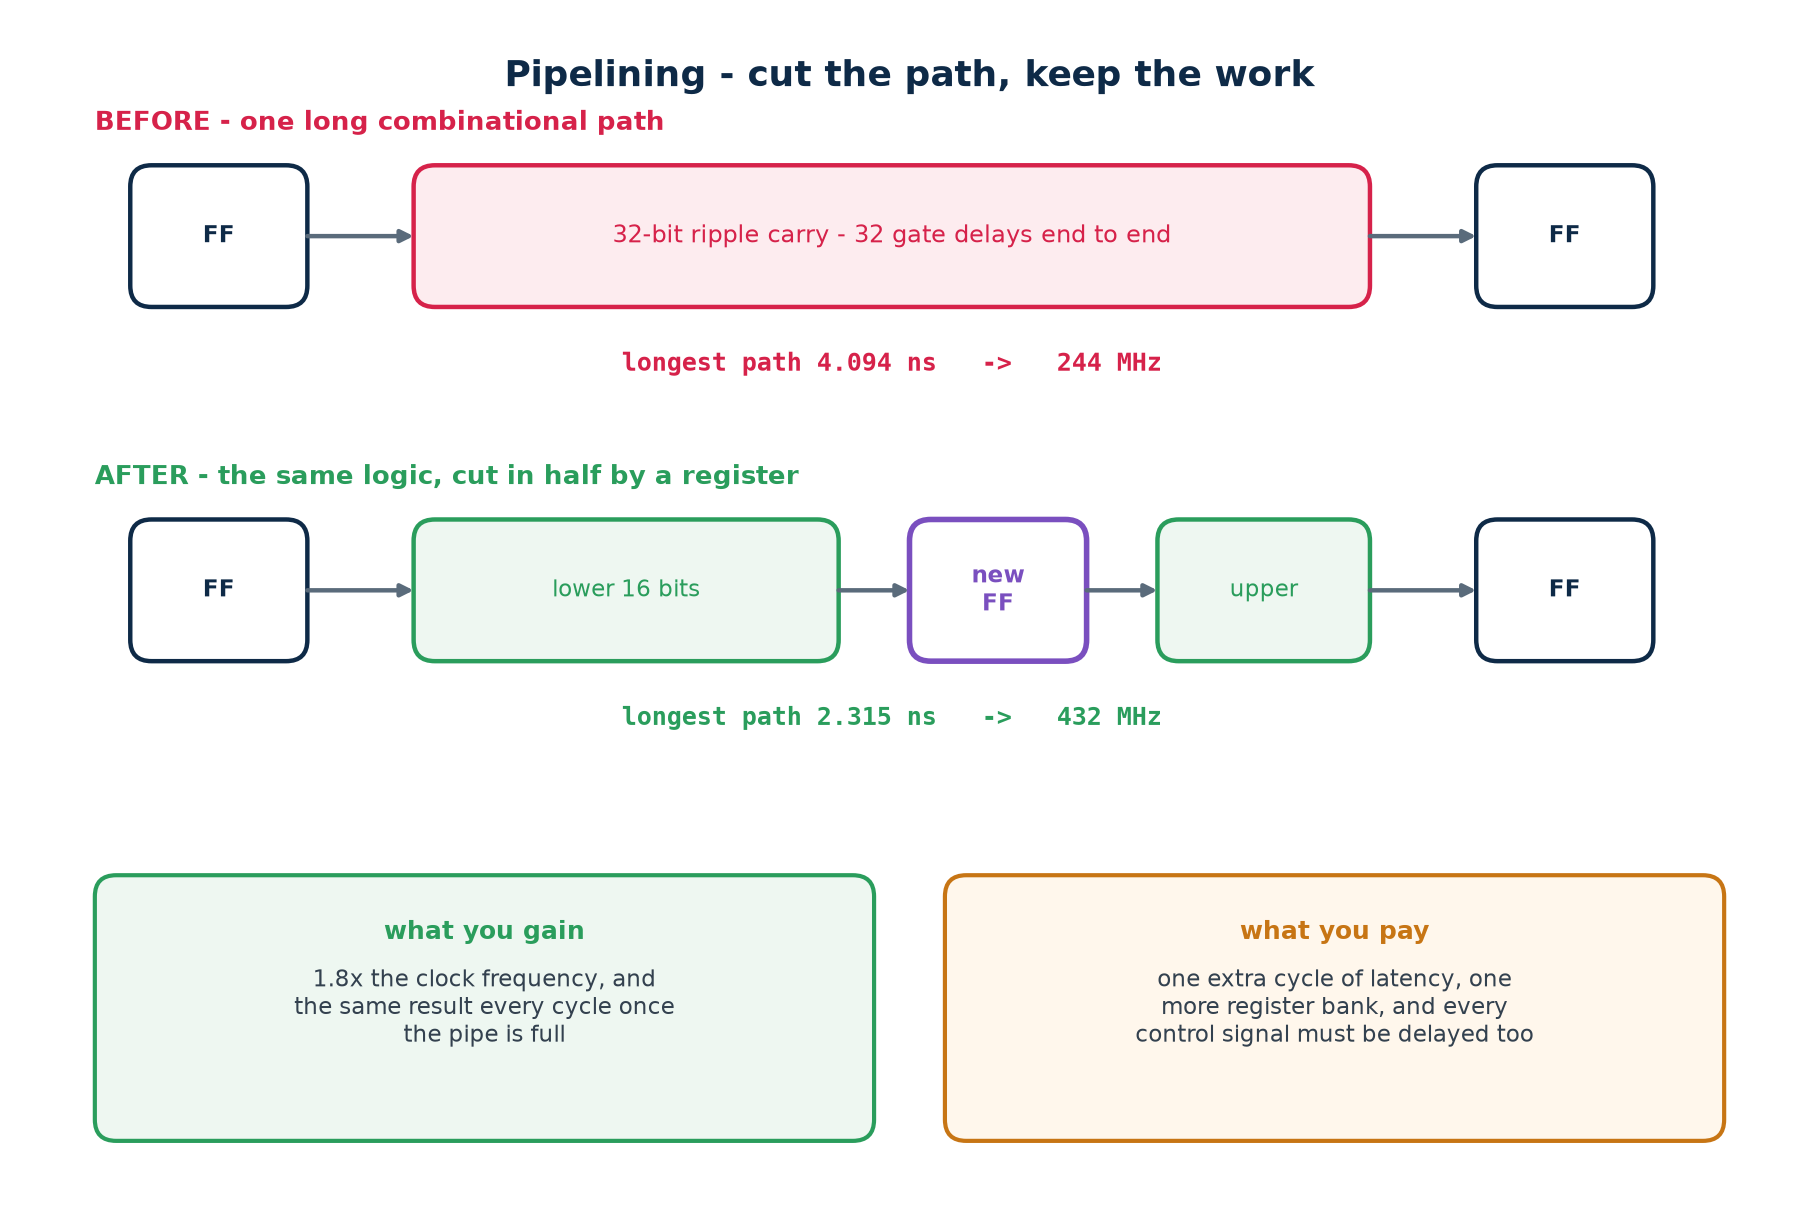 Pipelining - cut the path, keep the work
BEFORE - one long combinational path
FF
32-bit ripple carry - 32 gate delays end to end
FF
longest path 4.094 ns -> 244 MHz
AFTER - the same logic, cut in half by a register
FF
lower 16 bits
new
FF
upper
FF
longest path 2.315 ns -> 432 MHz
what you gain
1.8x the clock frequency, and
the same result every cycle once
the pipe is full
what you pay
one extra cycle of latency, one
more register bank, and every
control signal must be delayed too